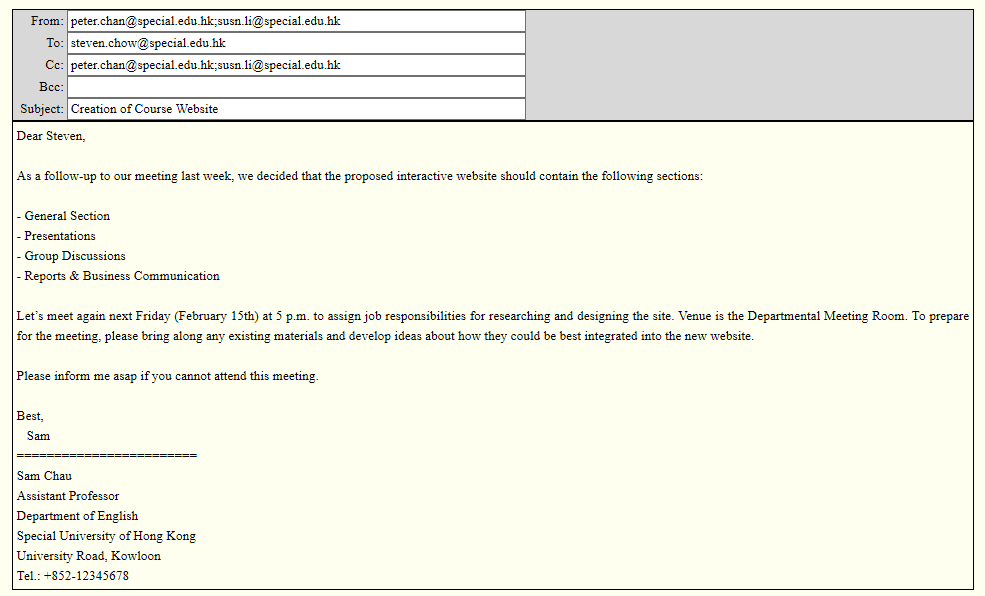 From: peter.chan@special.edu.hk;susn.li@special.edu.hk
To: steven.chow@special.edu.hk
Cc: peter.chan@special.edu.hk;susn.li@special.edu.hk
Bcc:
Subject: Creation of Course Website
Dear Steven,
As a follow-up to our meeting last week, we decided that the proposed interactive website should contain the following sections:
- General Section
- Presentations
- Group Discussions
- Reports & Business Communication
Let’s meet again next Friday (February 15th) at 5 p.m. to assign job responsibilities for researching and designing the site. Venue is the Departmental Meeting Room. To prepare
for the meeting, please bring along any existing materials and develop ideas about how they could be best integrated into the new website.
Please inform me asap if you cannot attend this meeting.
Best,
Sam
========================
Sam Chau
Assistant Professor
Department of English
Special University of Hong Kong
University Road, Kowloon
Tel.: +852-12345678